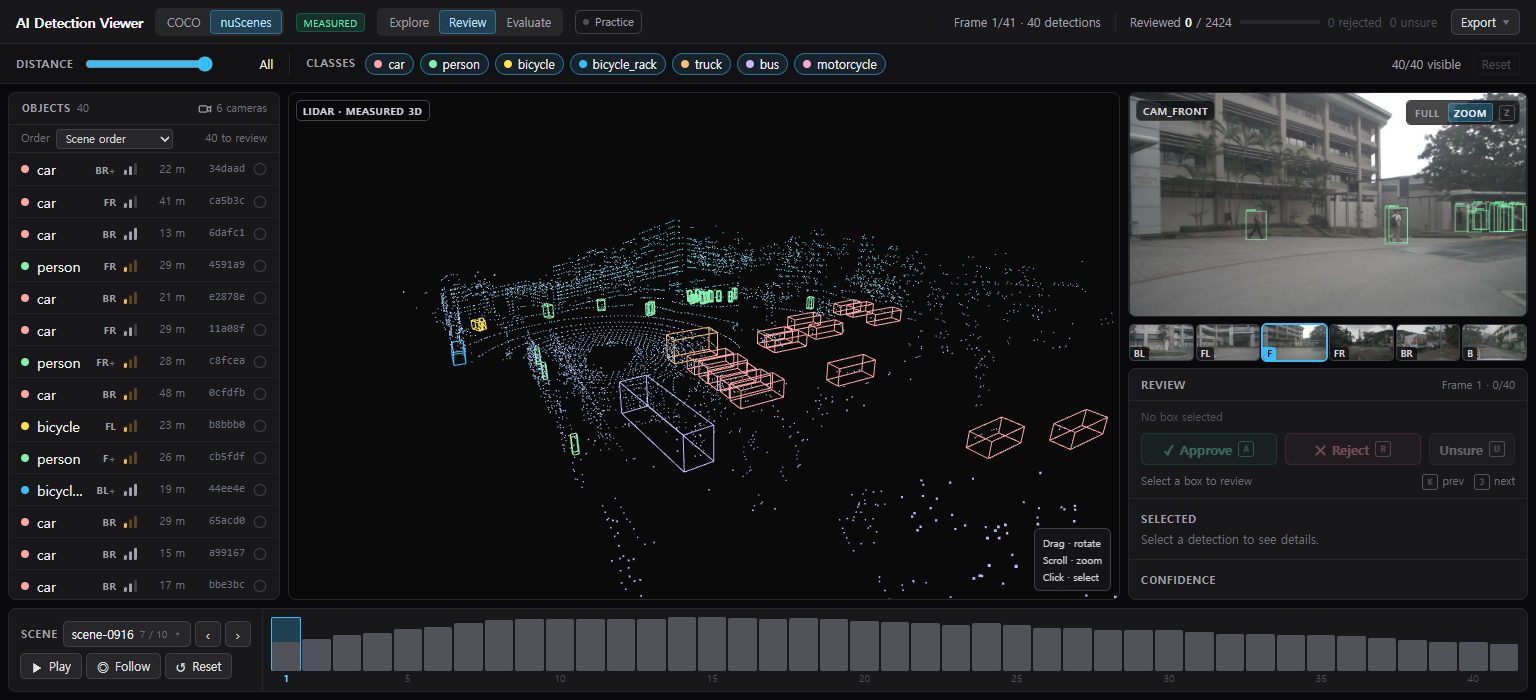 AI Detection Viewer COCO nuScenes MEASURED Explore Review Evaluate Practice Frame 1/41 · 40 detections Reviewed 0 / 2424 0 rejected 0 unsure Export
DISTANCE All CLASSES car person bicycle bicycle_rack truck bus motorcycle 40/40 visible Reset
OBJECTS 40 6 cameras
Order Scene order 40 to review
car BR+ 22 m 34daad
car FR 41 m ca5b3c
car BR 13 m 6dafc1
person FR 29 m 4591a9
car BR 21 m e2878e
car FR 29 m 11a08f
person FR+ 28 m c8fcea
car BR 48 m 0cfdfb
bicycle FL 23 m b8bbb0
person F+ 26 m cb5fdf
bicycl... BL+ 19 m 44ee4e
car BR 29 m 65acd0
car BR 15 m a99167
car BR 17 m bbe3bc
LIDAR · MEASURED 3D
Drag · rotate
Scroll · zoom
Click · select
CAM_FRONT FULL ZOOM Z
BL FL F FR BR B
REVIEW Frame 1 · 0/40
No box selected
✓ Approve A ✕ Reject R Unsure U
Select a box to review K prev J next
SELECTED
Select a detection to see details.
CONFIDENCE
SCENE scene-0916 7 / 10 ‹ ›
▶ Play ◎ Follow ↺ Reset
1 5 10 15 20 25 30 35 40